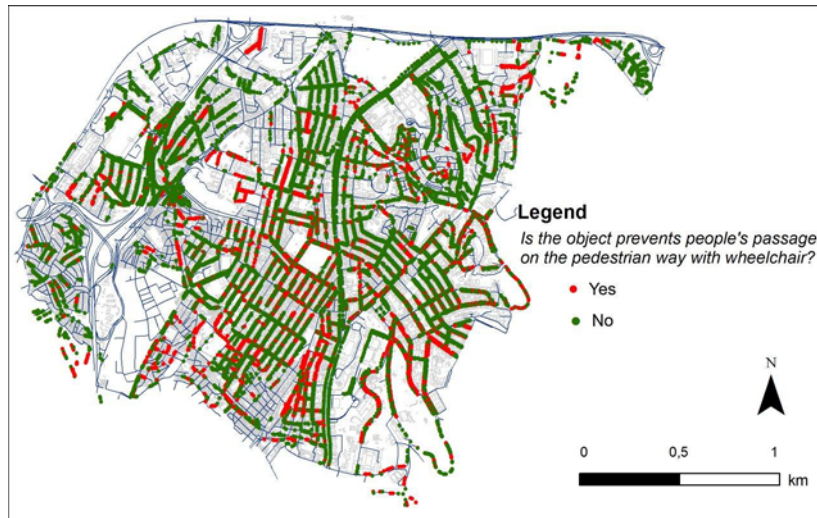 Legend
Is the object prevents people's passage
on the pedestrian way with wheelchair?
Yes
No
N
0 0,5 1
km